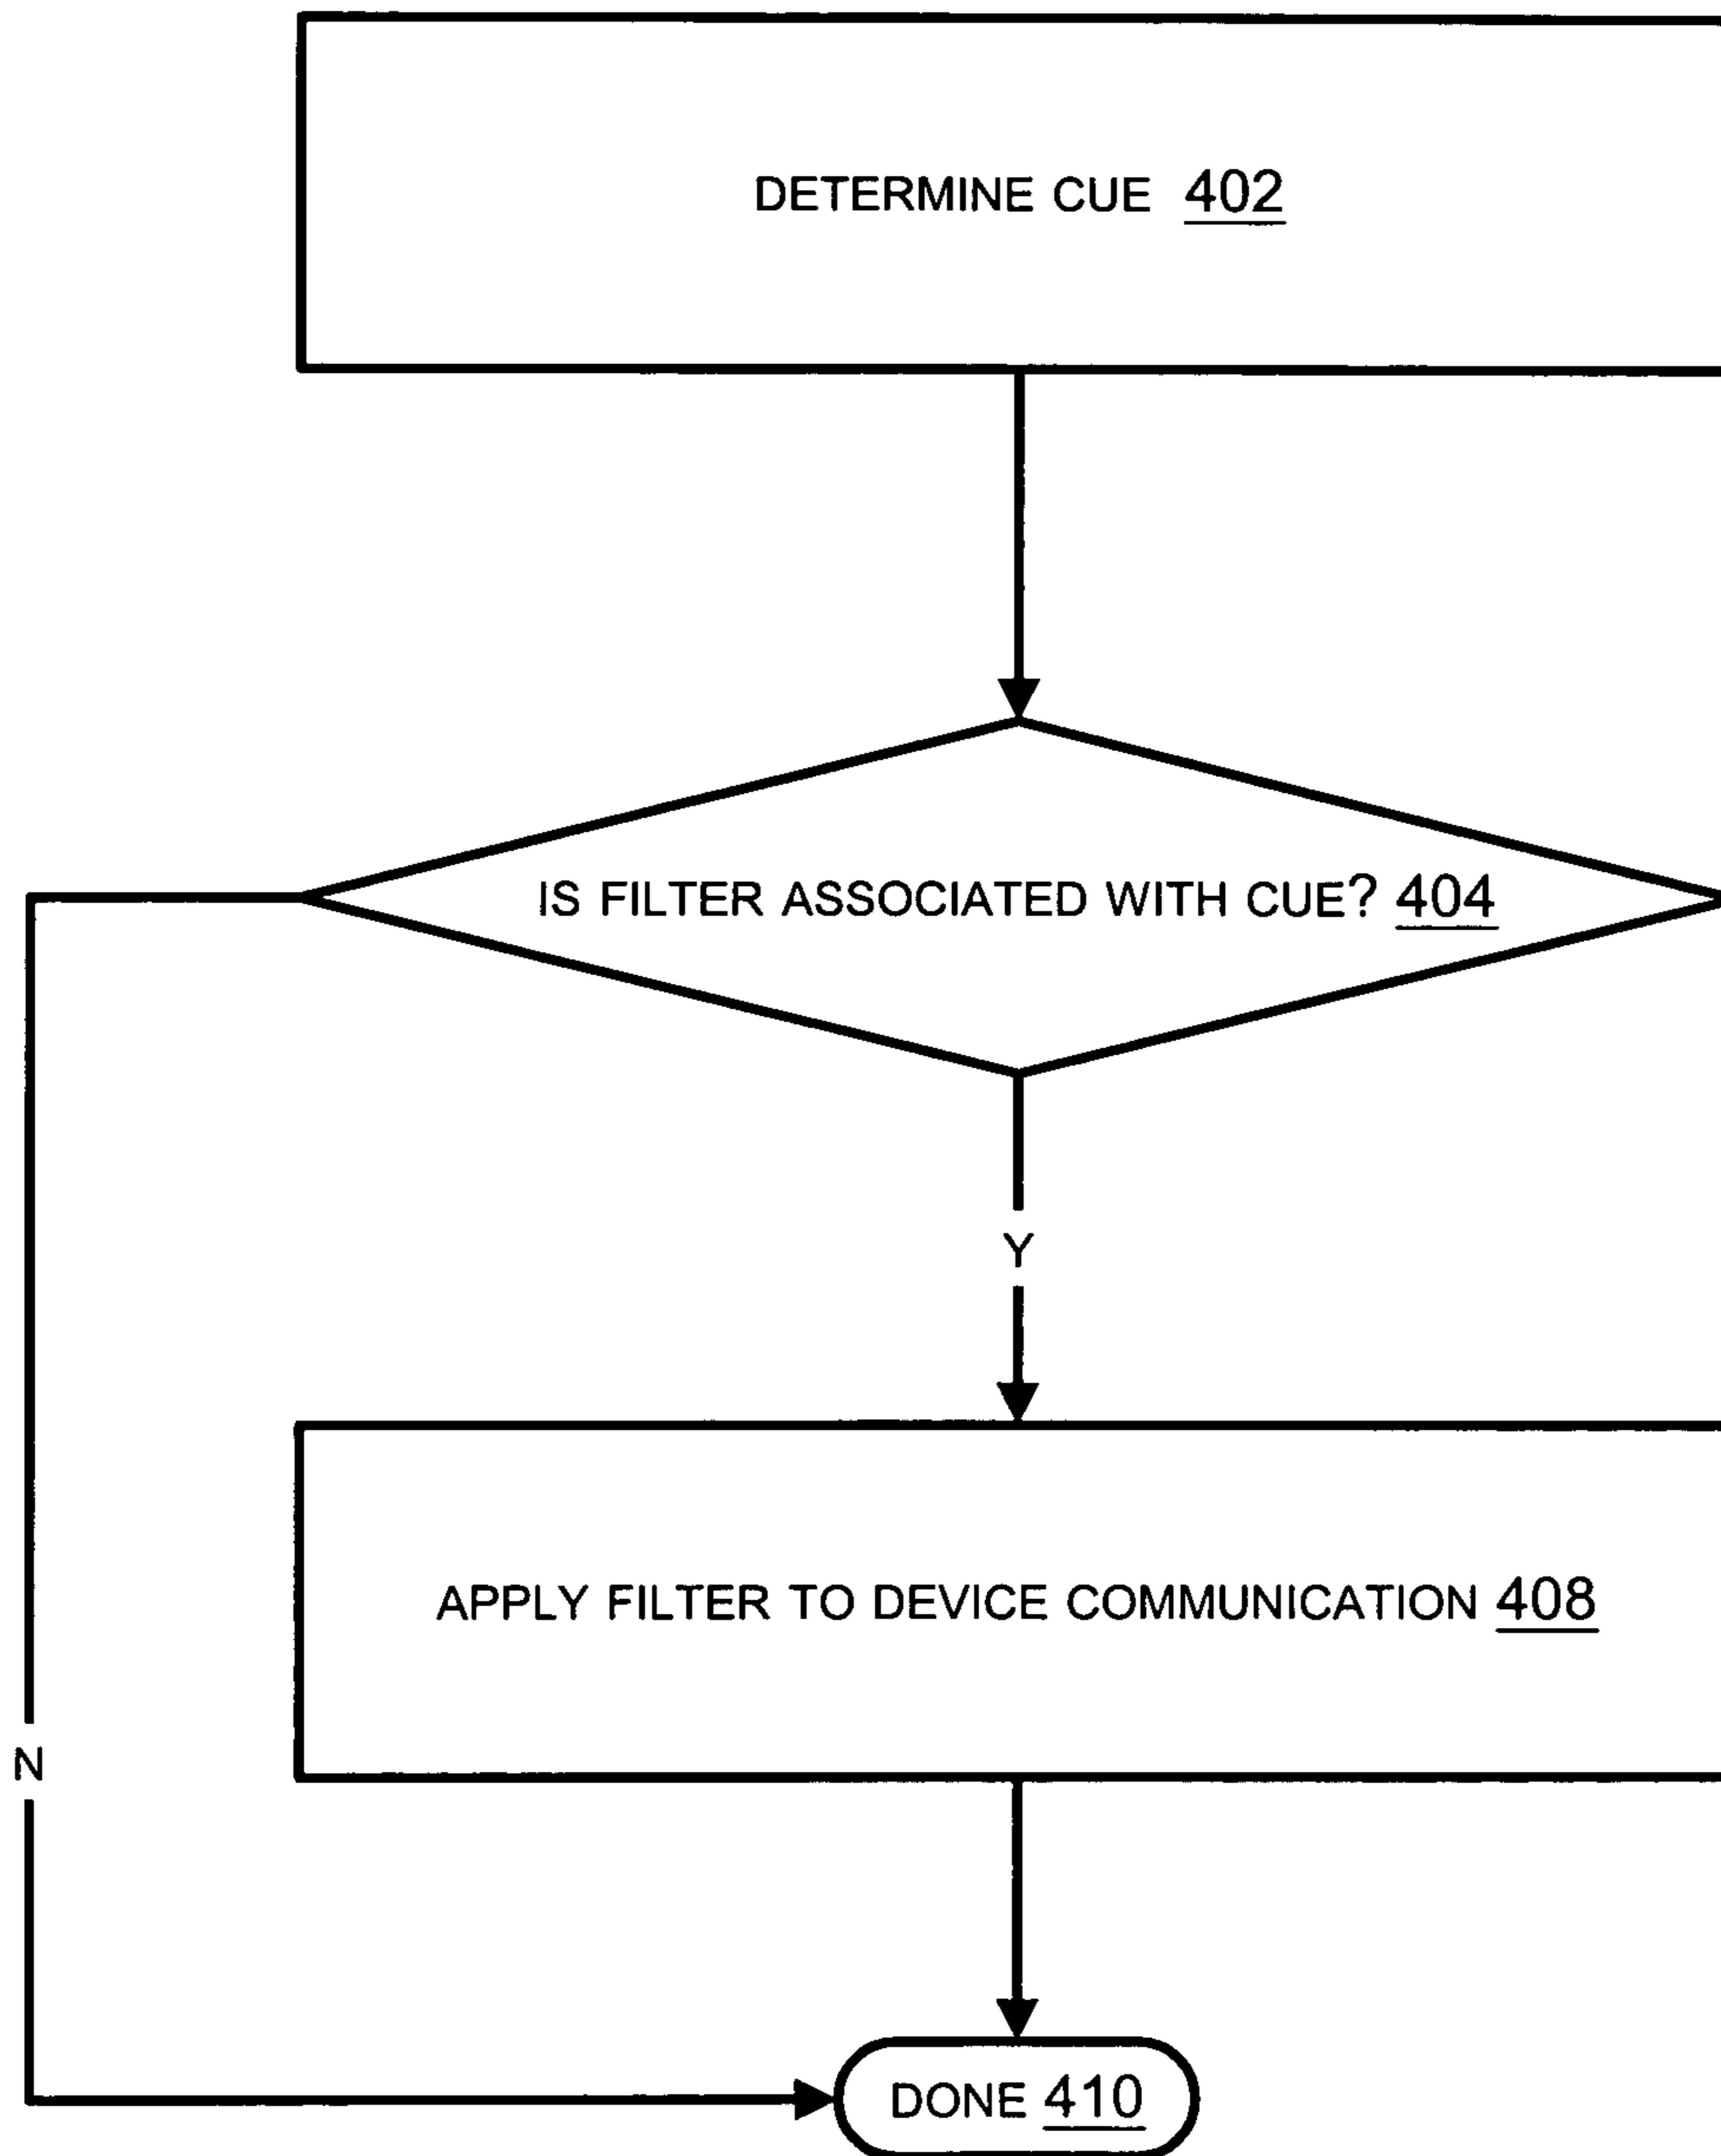 DETERMINE CUE 402
IS FILTER ASSOCIATED WITH CUE? 404
Y
APPLY FILTER TO DEVICE COMMUNICATION 408
N
DONE 410